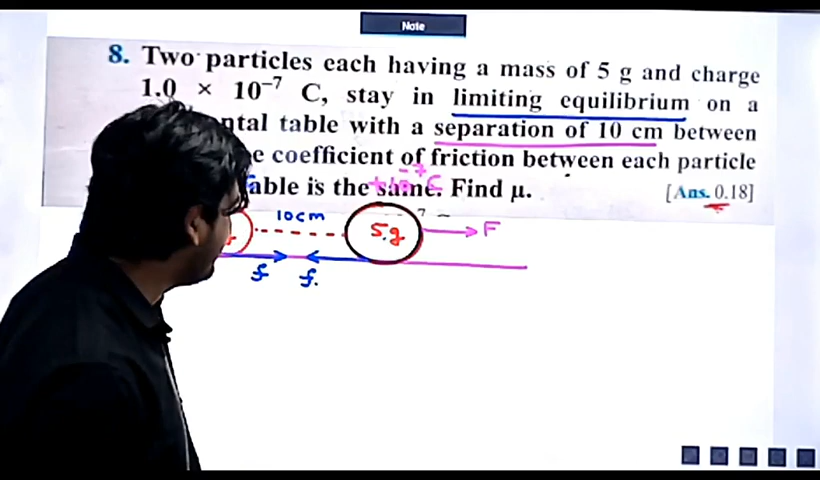 Note
8. Two particles each having a mass of 5 g and charge
1.0 × 10⁻⁷ C, stay in limiting equilibrium on a
table with a separation of 10 cm between
coefficient of friction between each particle
is the same. Find μ. [Ans. 0.18]
10cm 5g F
f f.